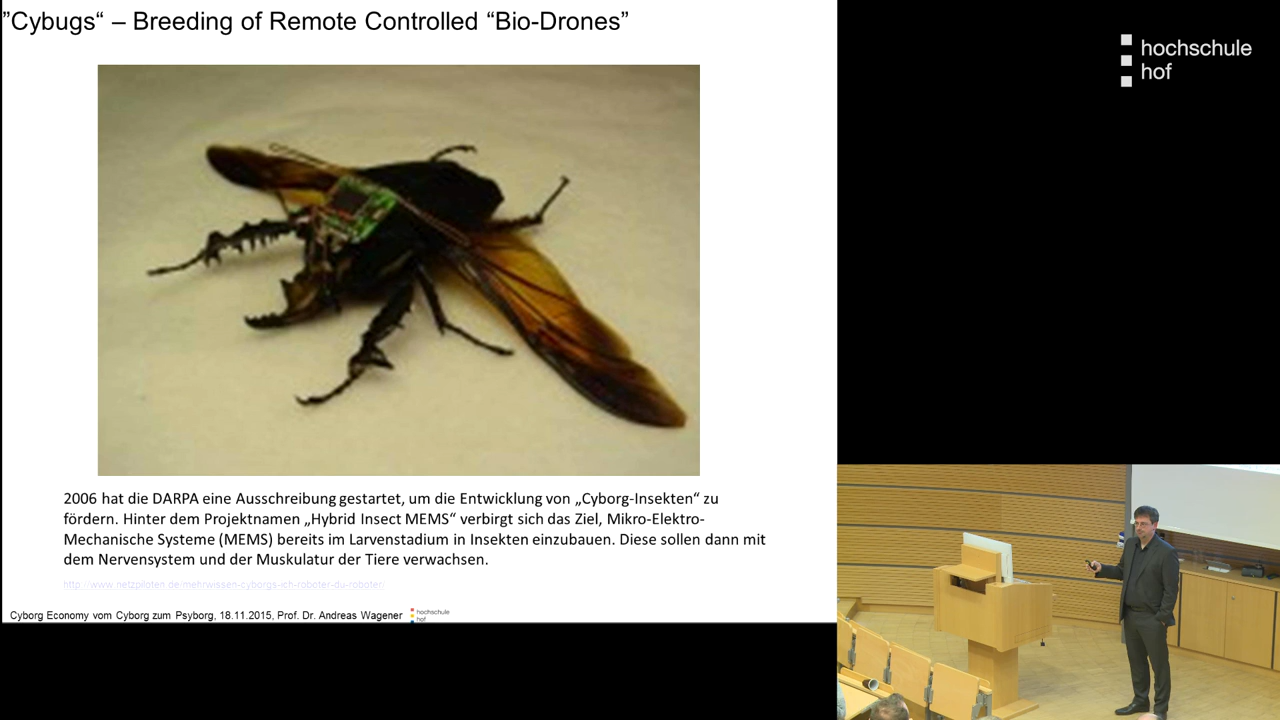 ”Cybugs“ – Breeding of Remote Controlled “Bio-Drones”
hochschule
hof
2006 hat die DARPA eine Ausschreibung gestartet, um die Entwicklung von „Cyborg-Insekten“ zu
fördern. Hinter dem Projektnamen „Hybrid Insect MEMS“ verbirgt sich das Ziel, Mikro-Elektro-
Mechanische Systeme (MEMS) bereits im Larvenstadium in Insekten einzubauen. Diese sollen dann mit
dem Nervensystem und der Muskulatur der Tiere verwachsen.
http://www.netzpiloten.de/mehrwissen-cyborgs-ich-roboter-du-roboter/
Cyborg Economy vom Cyborg zum Psyborg, 18.11.2015, Prof. Dr. Andreas Wagener
hochschule
hof